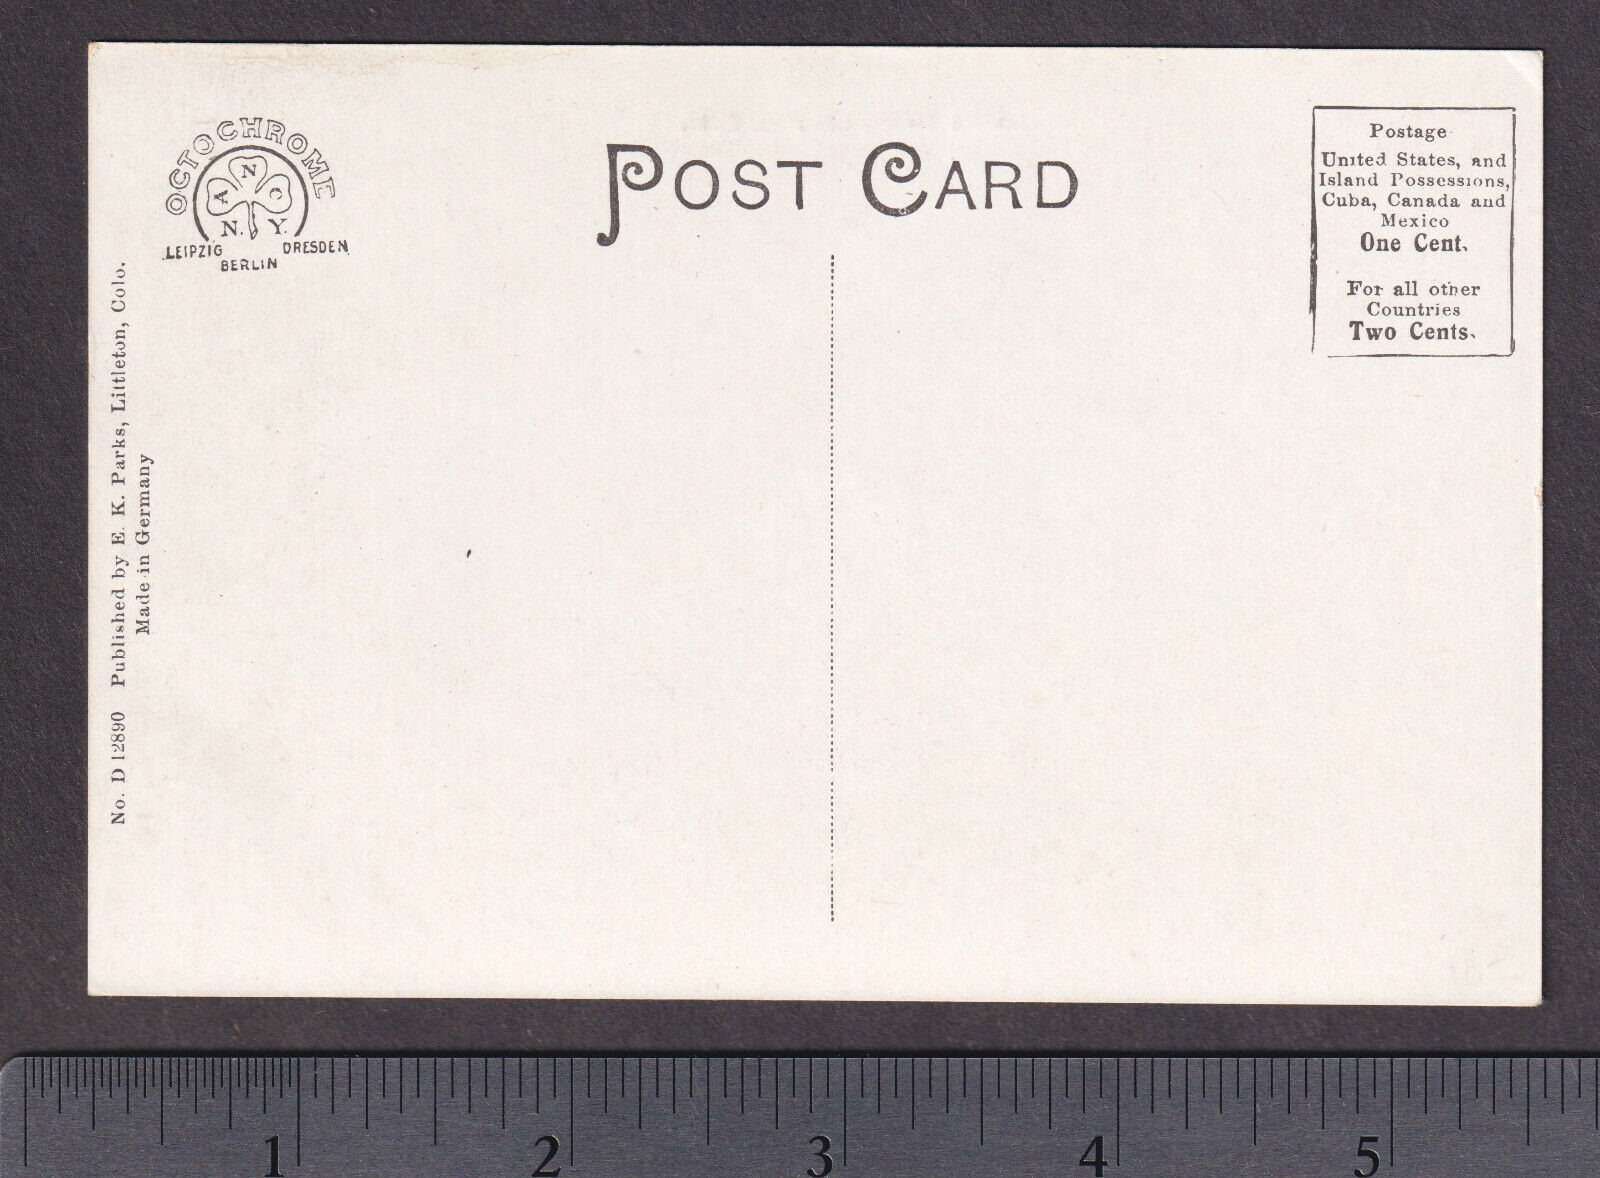 OCTOCHROME
A N C
N. Y.
LEIPZIG DRESDEN
BERLIN
POST CARD
Postage
United States, and
Island Possessions,
Cuba, Canada and
Mexico
One Cent.
For all other
Countries
Two Cents.
No. D 12890 Published by E. K. Parks, Littleton, Colo.
Made in Germany
1 2 3 4 5